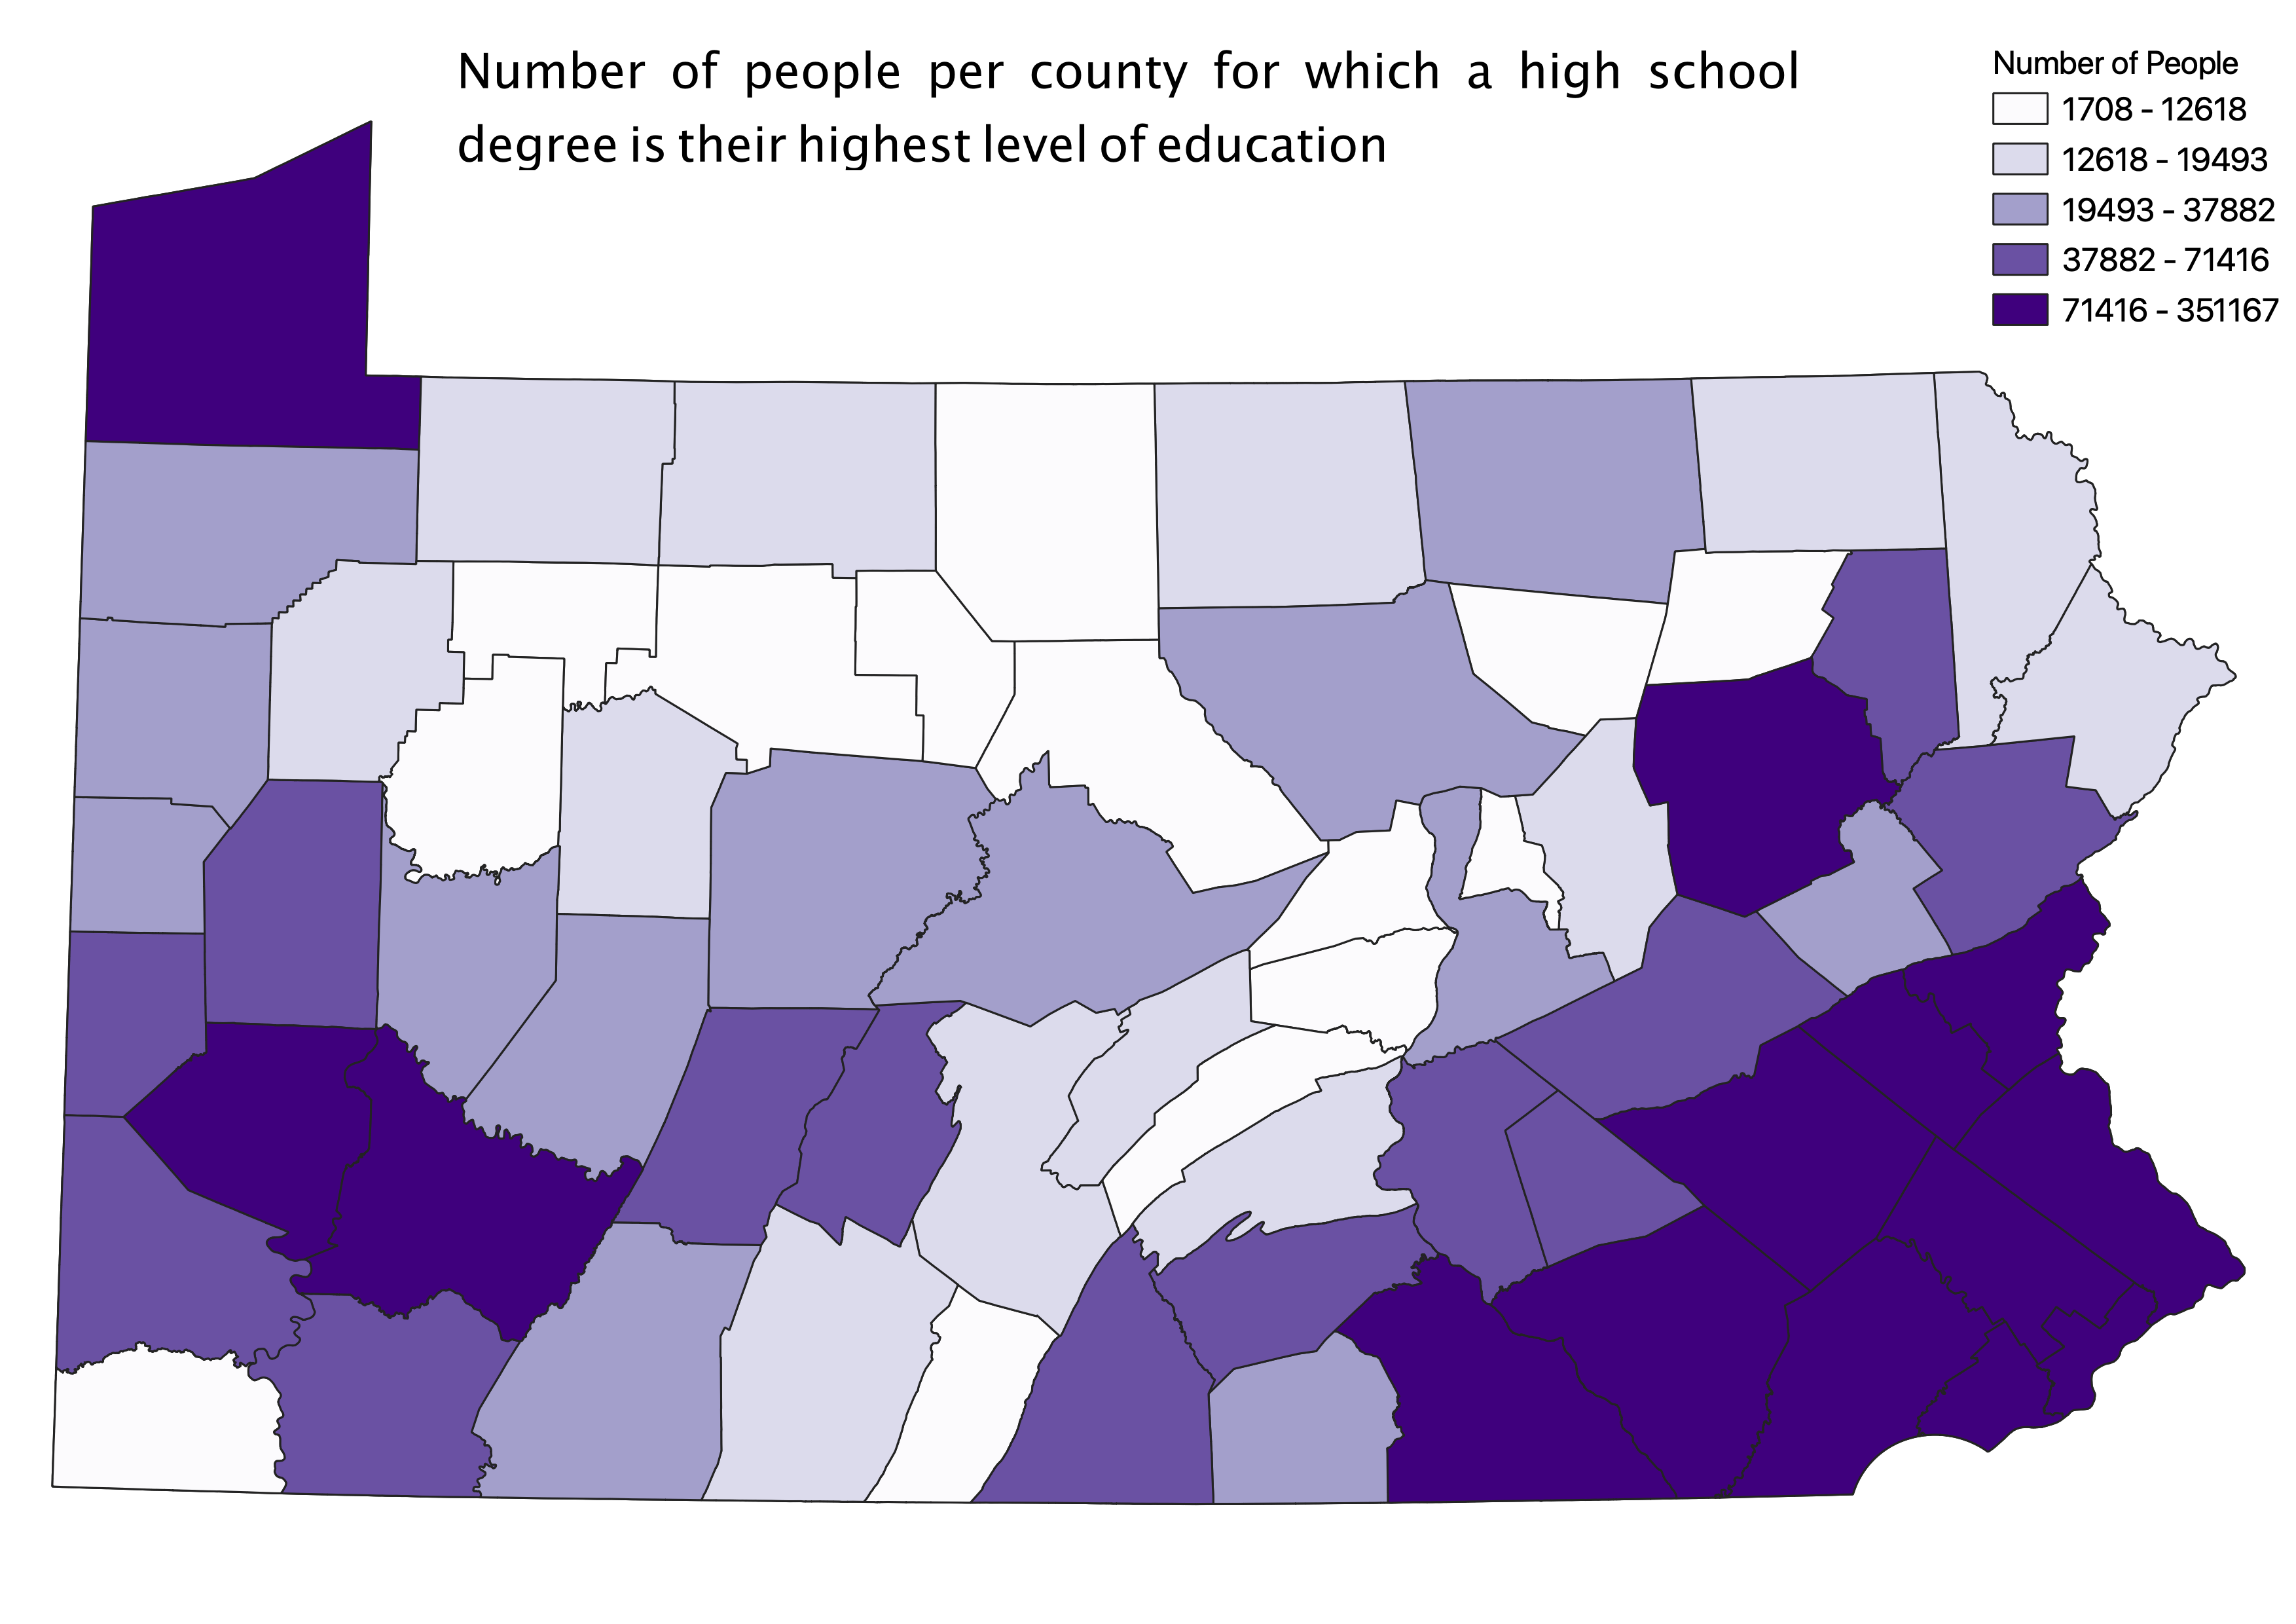 Number of people per county for which a high school
degree is their highest level of education
Number of People
1708 - 12618
12618 - 19493
19493 - 37882
37882 - 71416
71416 - 351167